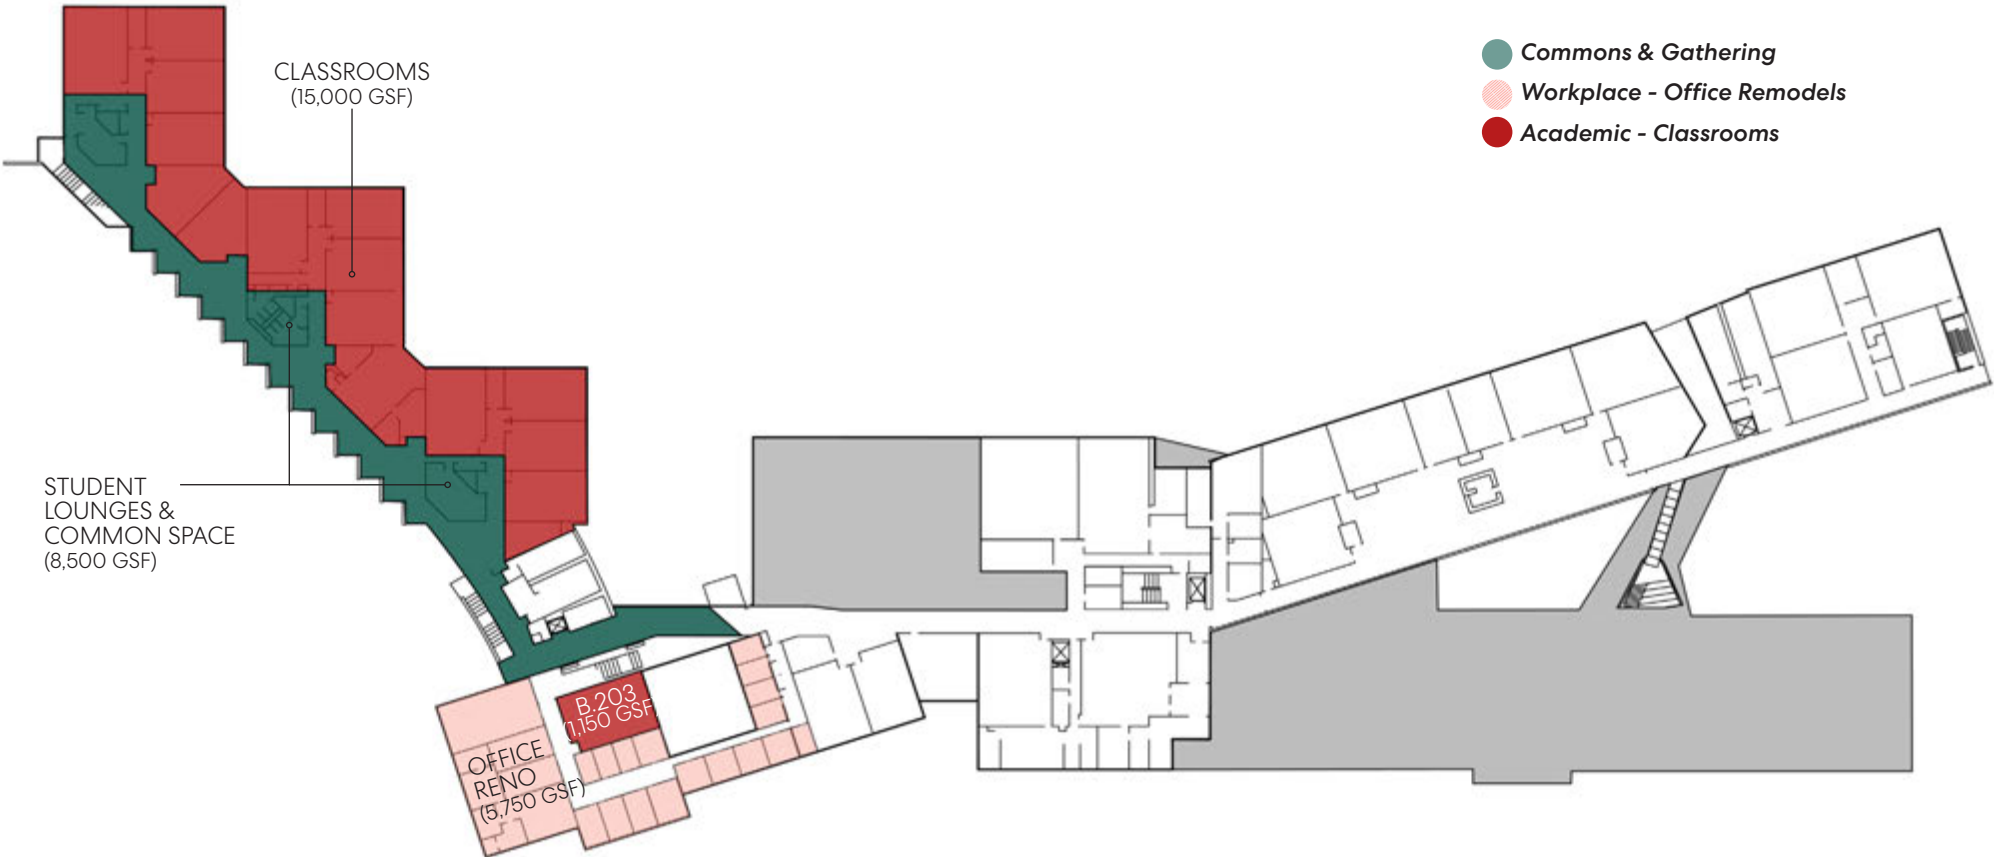 CLASSROOMS
(15,000 GSF)
Commons & Gathering
Workplace - Office Remodels
Academic - Classrooms
STUDENT
LOUNGES &
COMMON SPACE
(8,500 GSF)
B.203
(1,150 GSF
OFFICE
RENO
(5,750 GSF)